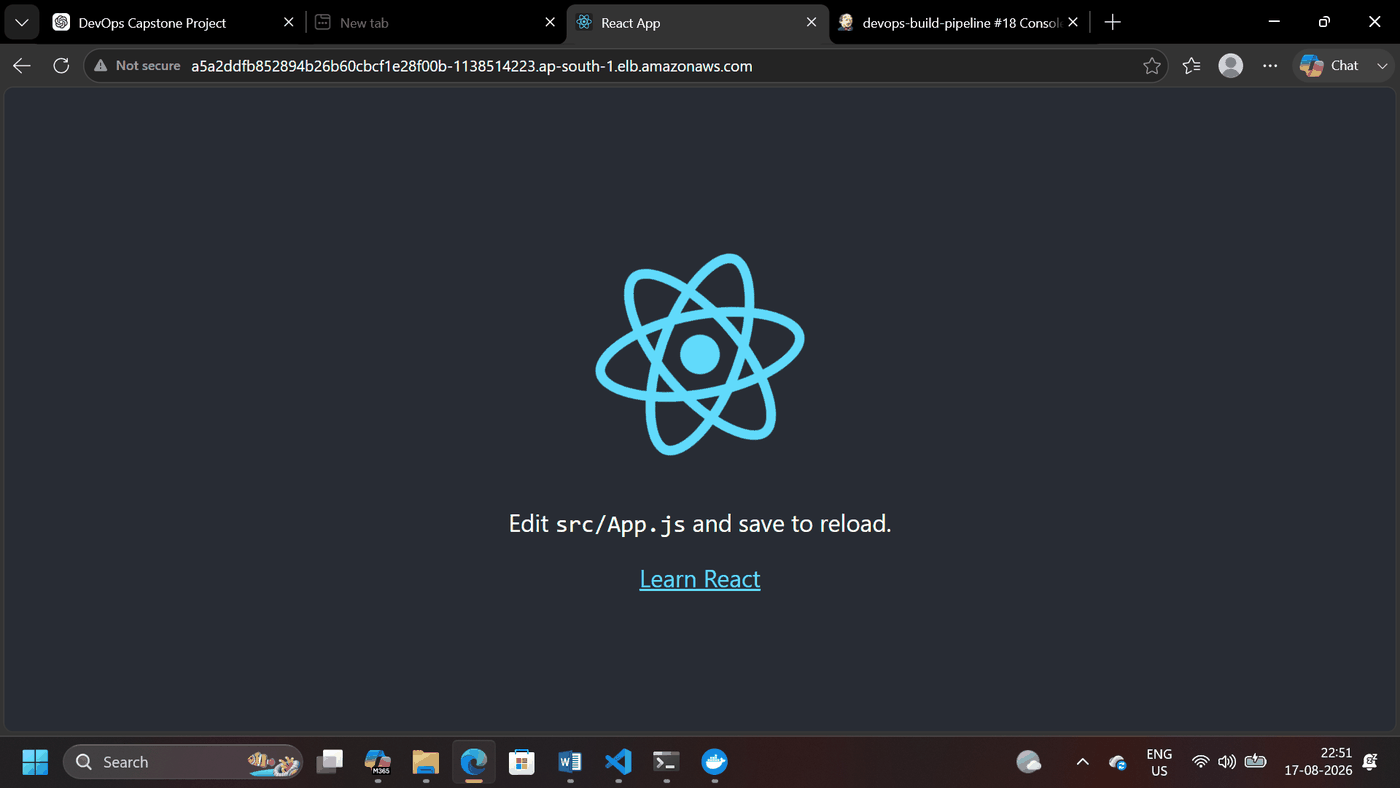 DevOps Capstone Project
New tab
React App
devops-build-pipeline #18 Consol
Not secure
a5a2ddfb852894b26b60cbcf1e28f00b-1138514223.ap-south-1.elb.amazonaws.com
Chat
Edit src/App.js and save to reload.
Learn React
Search
M365
ENG
US
22:51
17-08-2026